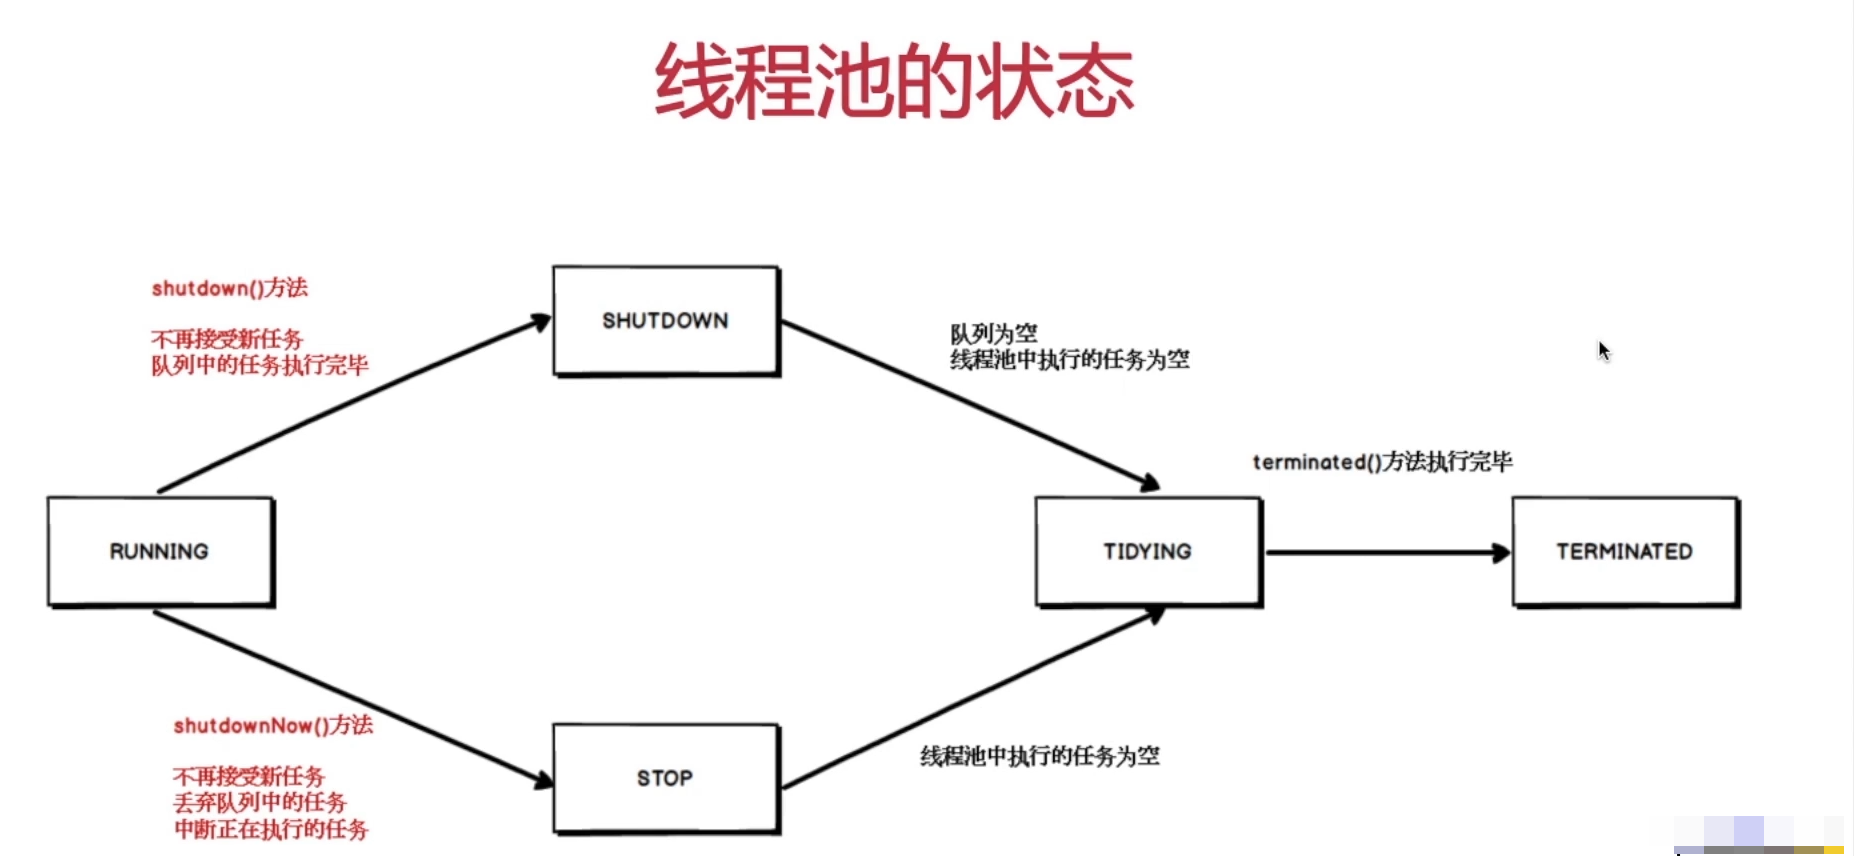 线程池的状态
shutdown()方法
不再接受新任务
队列中的任务执行完毕
SHUTDOWN
队列为空
线程池中执行的任务为空
terminated()方法执行完毕
RUNNING
TIDYING
TERMINATED
shutdownNow()方法
不再接受新任务
丢弃队列中的任务
中断正在执行的任务
STOP
线程池中执行的任务为空